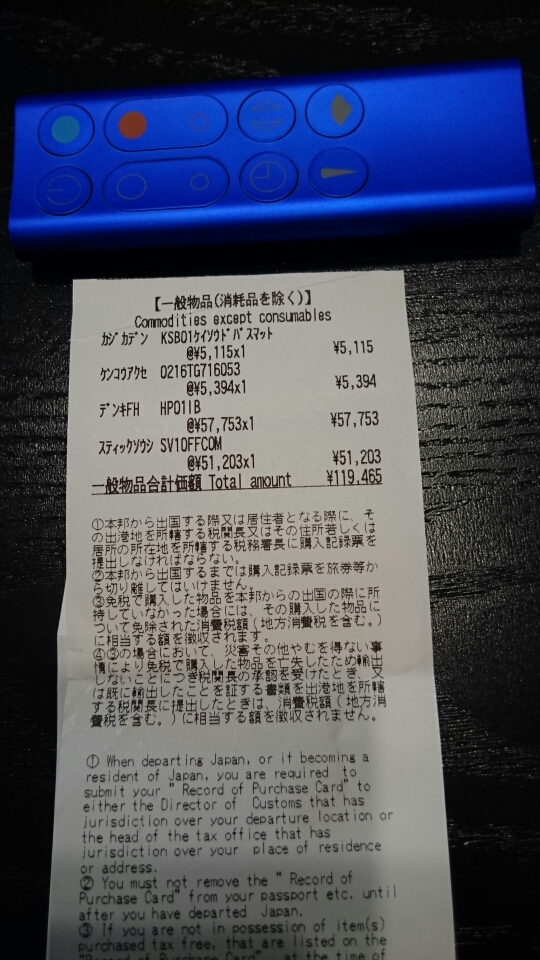 【一般物品(消耗品を除く)】
Commodities except consumables
カジカデン KSB01ケイソウドバスマット
@¥5,115x1 ¥5,115
ケンコウアクセ 0216TG716053
@¥5,394x1 ¥5,394
デンキFH HP01IB
@¥57,753x1 ¥57,753
スティックソウシ SV10FFCOM
@¥51,203x1 ¥51,203
一般物品合計価額 Total amount ¥119,465
①本邦から出国する際又は居住者となる際に、そ
の出港地を所轄する税関長又はその住所若しくは
居所の所在地を所轄する税務署長に購入記録票を
提出しなければならない。
②本邦から出国するまでは購入記録票を旅券等か
ら切り離してはいけません。
③免税で購入した物品を本邦からの出国の際に所
持していなかった場合には、その購入した物品に
ついて免除された消費税額(地方消費税を含む。)
に相当する額を徴収されます。
④③の場合において、災害その他やむを得ない事
情により免税で購入した物品を亡失したため輸出
しないことにつき税関長の承認を受けたとき、又
は既に輸出したことを証する書類を出港地を所轄
する税関長に提出したときは、消費税額(地方消
費税を含む。)に相当する額を徴収されません。
① When departing Japan, or if becoming a
resident of Japan, you are required to
submit your " Record of Purchase Card" to
either the Director of Customs that has
jurisdiction over your departure location or
the head of the tax office that has
jurisdiction over your place of residence
or address.
② You must not remove the " Record of
Purchase Card" from your passport etc. until
after you have departed Japan.
③ If you are not in possession of item(s)
purchased tax free, that are listed on the
"Record of Purchase Card", at the time of